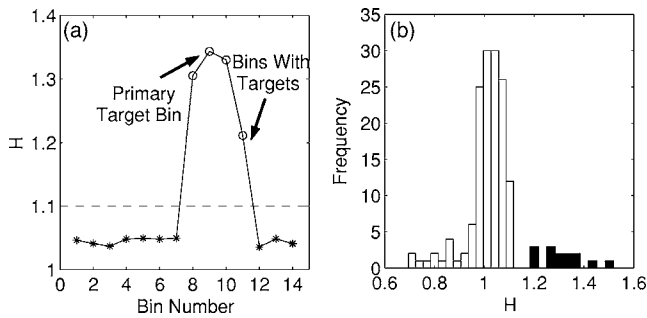 (a)
1.4
1.3
1.2
1.1
1
H
Primary
Target Bin
Bins With
Targets
0 2 4 6 8 10 12 14
Bin Number
(b)
35
30
25
20
15
10
5
0
Frequency
0.6 0.8 1 1.2 1.4 1.6
H